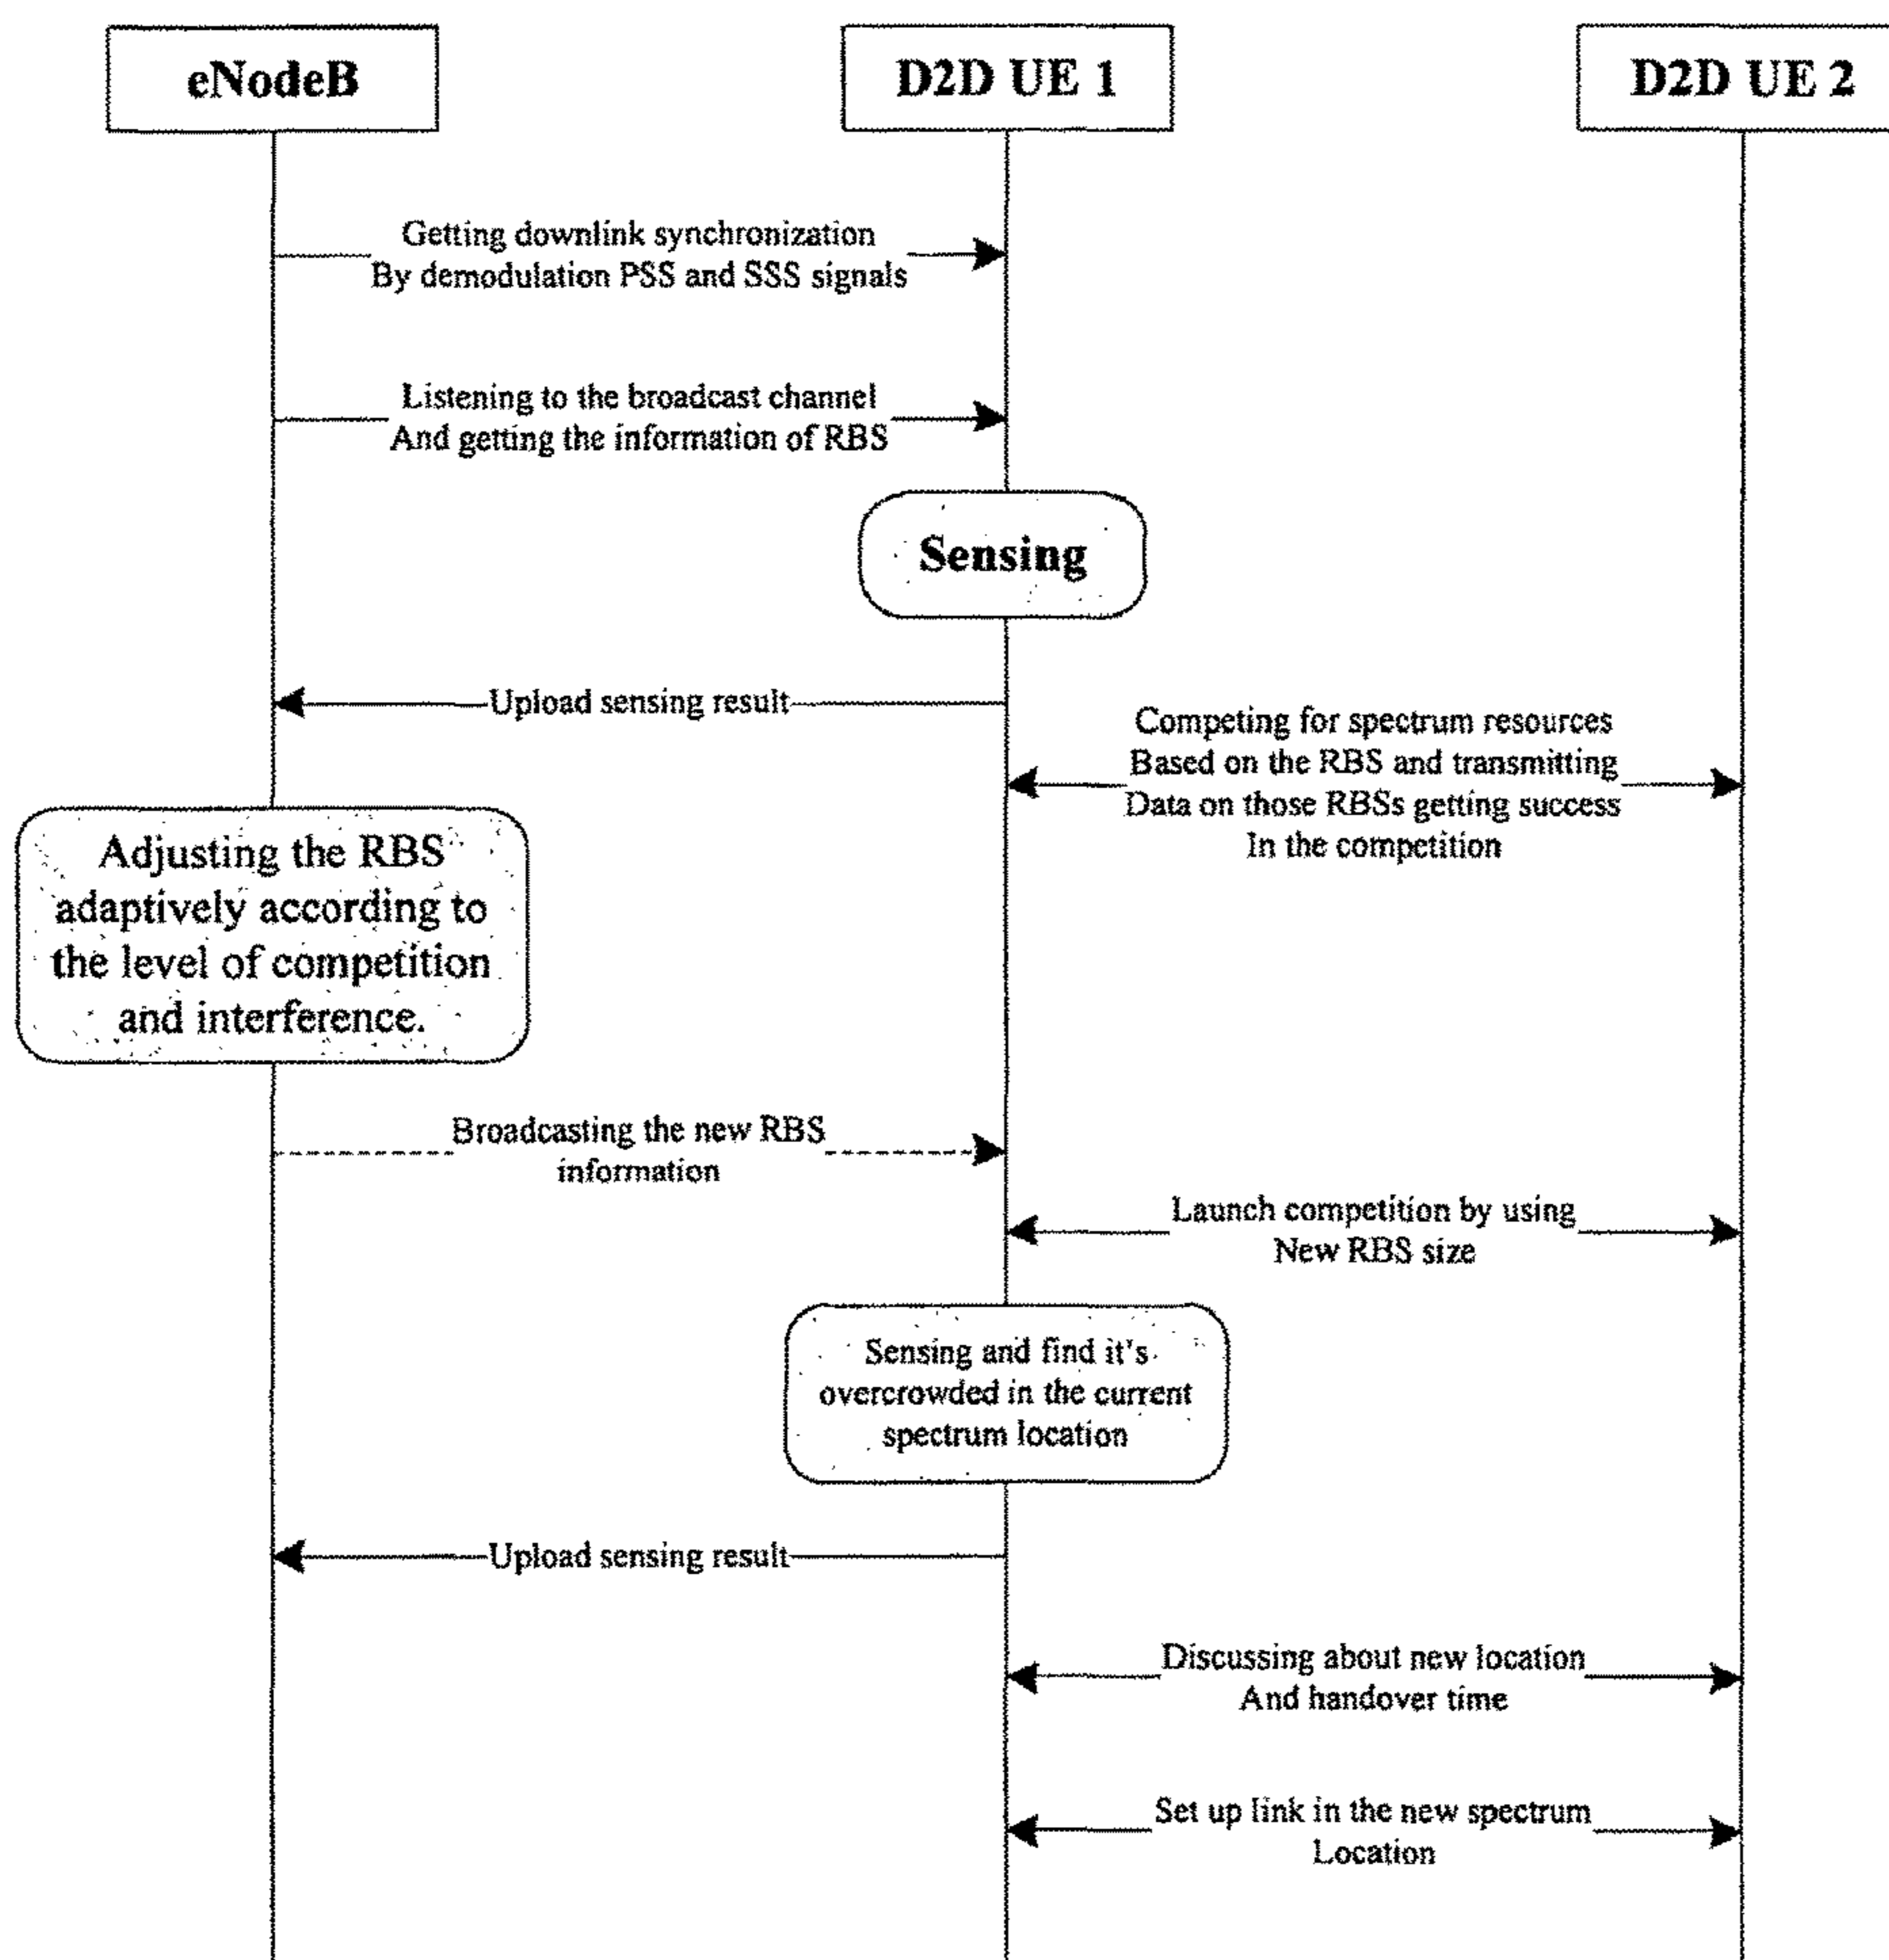 eNodeB
D2D UE 1
D2D UE 2
Getting downlink synchronization
By demodulation PSS and SSS signals
Listening to the broadcast channel
And getting the information of RBS
Sensing
Upload sensing result
Competing for spectrum resources
Based on the RBS and transmitting
Data on those RBSs getting success
In the competition
Adjusting the RBS
adaptively according to
the level of competition
and interference.
Broadcasting the new RBS
information
Launch competition by using
New RBS size
Sensing and find it's
overcrowded in the current
spectrum location
Upload sensing result
Discussing about new location
And handover time
Set up link in the new spectrum
Location